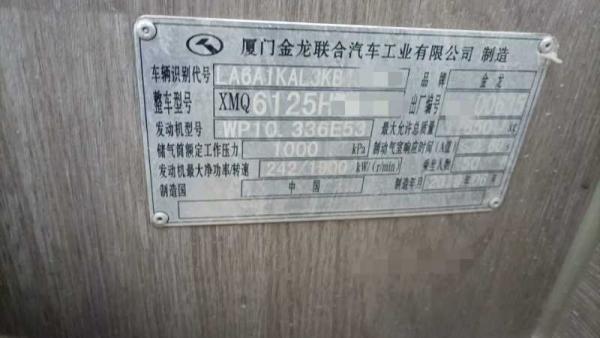 厦门金龙联合汽车工业有限公司 制造
车辆识别代号 LA6A1KAL3KB 品牌 金龙
整车型号 XMQ6125H 出厂编号
发动机型号 WP10.336E53 最大允许总质量 kg
储气筒额定工作压力 1000 kPa 制动气室响应时间(A值)
发动机最大净功率/转速 242/1900 kW/(r/min) 乘坐人数
制造国 中国 制造年月